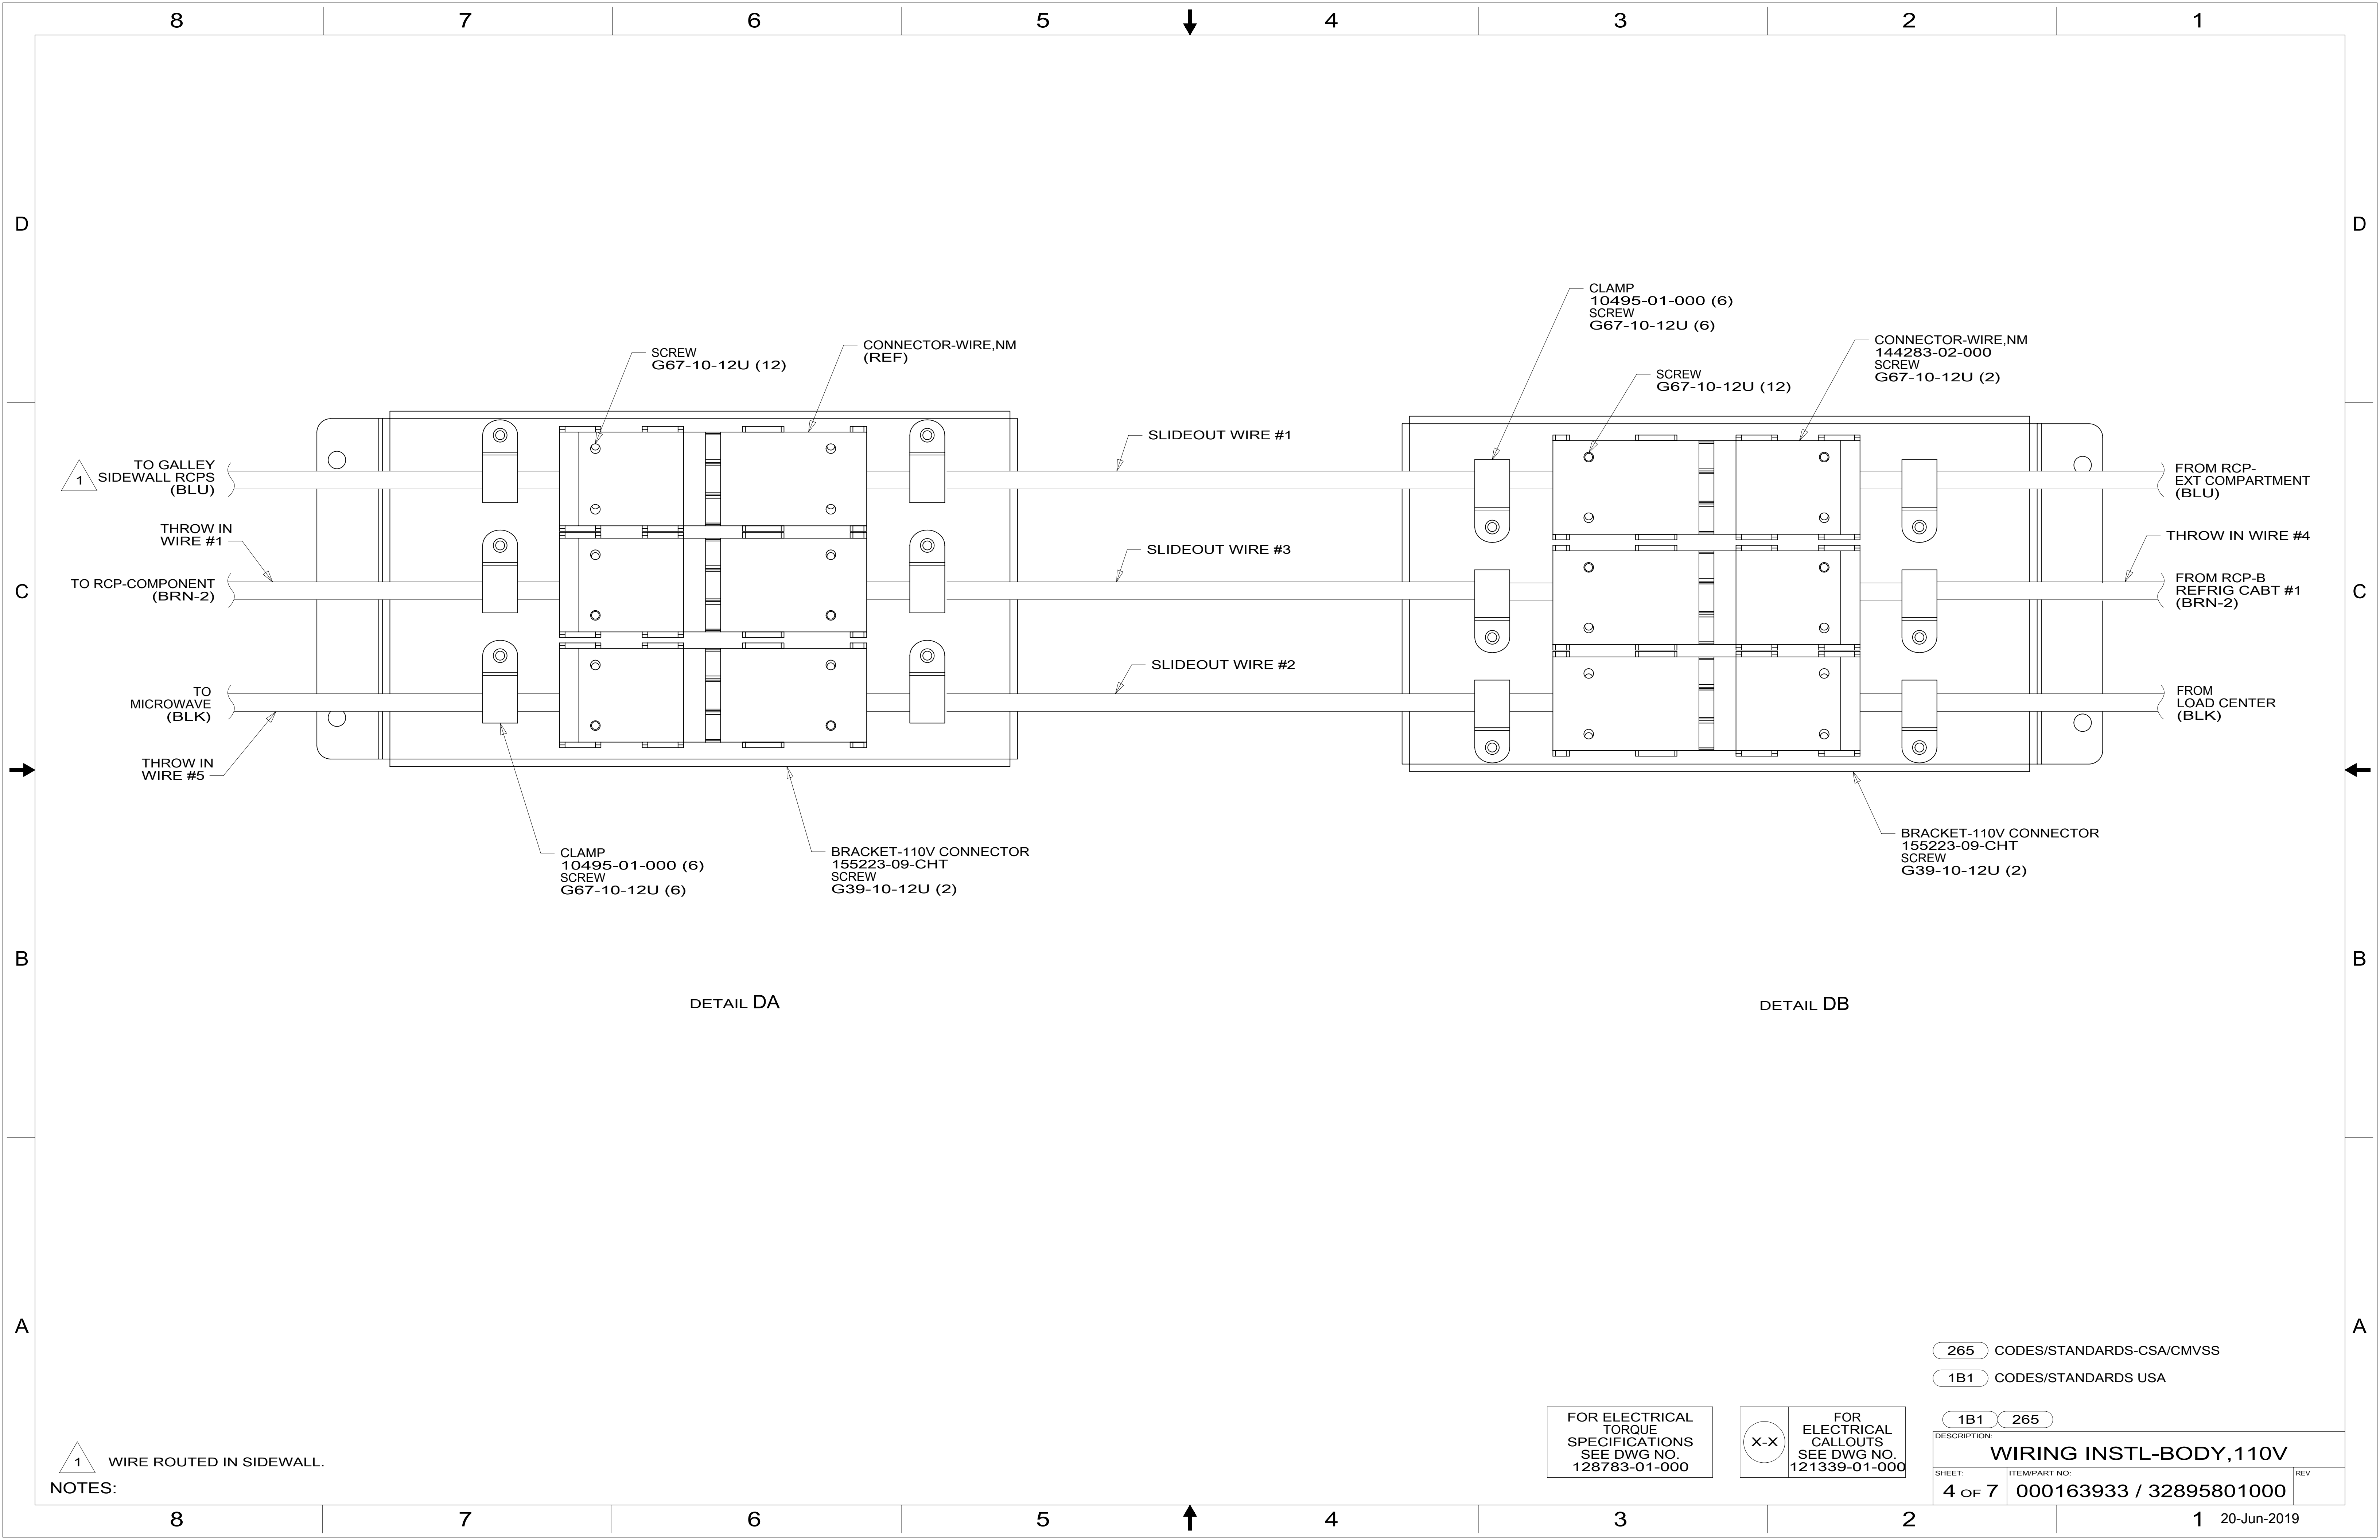 8 7 6 5 4 3 2 1
D
D
CLAMP
10495-01-000 (6)
SCREW
G67-10-12U (6)
SCREW
G67-10-12U (12)
CONNECTOR-WIRE,NM
(REF)
SCREW
G67-10-12U (12)
CONNECTOR-WIRE,NM
144283-02-000
SCREW
G67-10-12U (2)
1
TO GALLEY
SIDEWALL RCPS
(BLU)
THROW IN
WIRE #1
TO RCP-COMPONENT
(BRN-2)
TO
MICROWAVE
(BLK)
THROW IN
WIRE #5
SLIDEOUT WIRE #1
SLIDEOUT WIRE #3
SLIDEOUT WIRE #2
FROM RCP-
EXT COMPARTMENT
(BLU)
THROW IN WIRE #4
FROM RCP-B
REFRIG CABT #1
(BRN-2)
FROM
LOAD CENTER
(BLK)
C
C
CLAMP
10495-01-000 (6)
SCREW
G67-10-12U (6)
BRACKET-110V CONNECTOR
155223-09-CHT
SCREW
G39-10-12U (2)
BRACKET-110V CONNECTOR
155223-09-CHT
SCREW
G39-10-12U (2)
B
B
DETAIL DA
DETAIL DB
A
A
265 CODES/STANDARDS-CSA/CMVSS
1B1 CODES/STANDARDS USA
1B1 265
FOR ELECTRICAL
TORQUE
SPECIFICATIONS
SEE DWG NO.
128783-01-000
X-X
FOR
ELECTRICAL
CALLOUTS
SEE DWG NO.
121339-01-000
DESCRIPTION:
WIRING INSTL-BODY,110V
SHEET:
4 OF 7
ITEM/PART NO:
000163933 / 32895801000
REV
1 WIRE ROUTED IN SIDEWALL.
NOTES:
8 7 6 5 4 3 2 1
20-Jun-2019